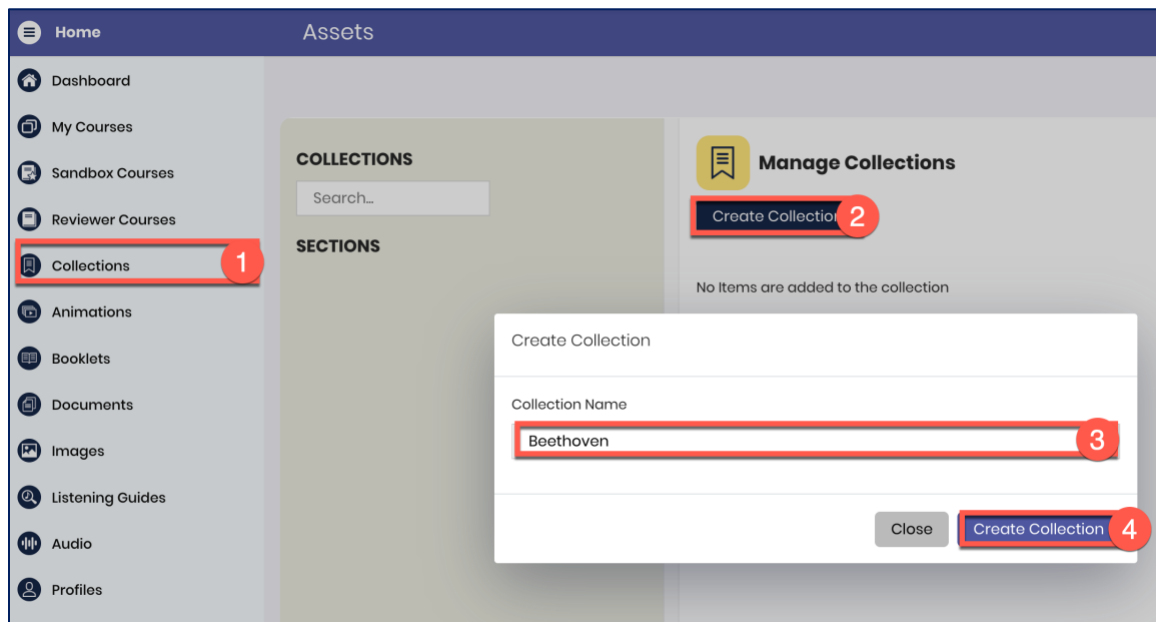 Home
Assets
Dashboard
My Courses
Sandbox Courses
Reviewer Courses
Collections
1
Animations
Booklets
Documents
Images
Listening Guides
Audio
Profiles
COLLECTIONS
Search...
SECTIONS
Manage Collections
Create Collection
2
No Items are added to the collection
Create Collection
Collection Name
Beethoven
3
Close
Create Collection
4